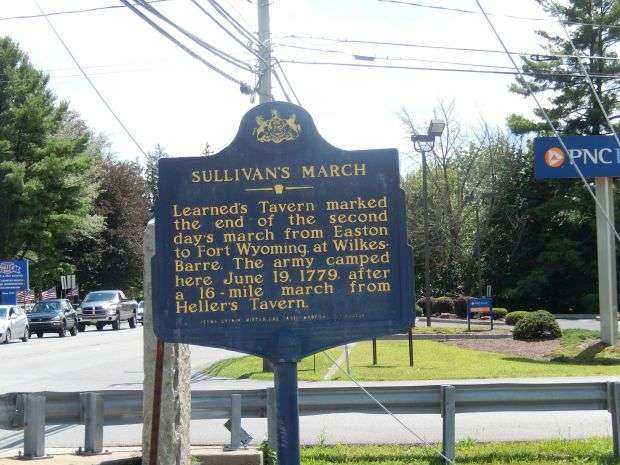 SULLIVAN'S MARCH
Learned's Tavern marked
the end of the second
day's march from Easton
to Fort Wyoming, at Wilkes-
Barre. The army camped
here June 19, 1779, after
a 16-mile march from
Heller's Tavern.
PNC